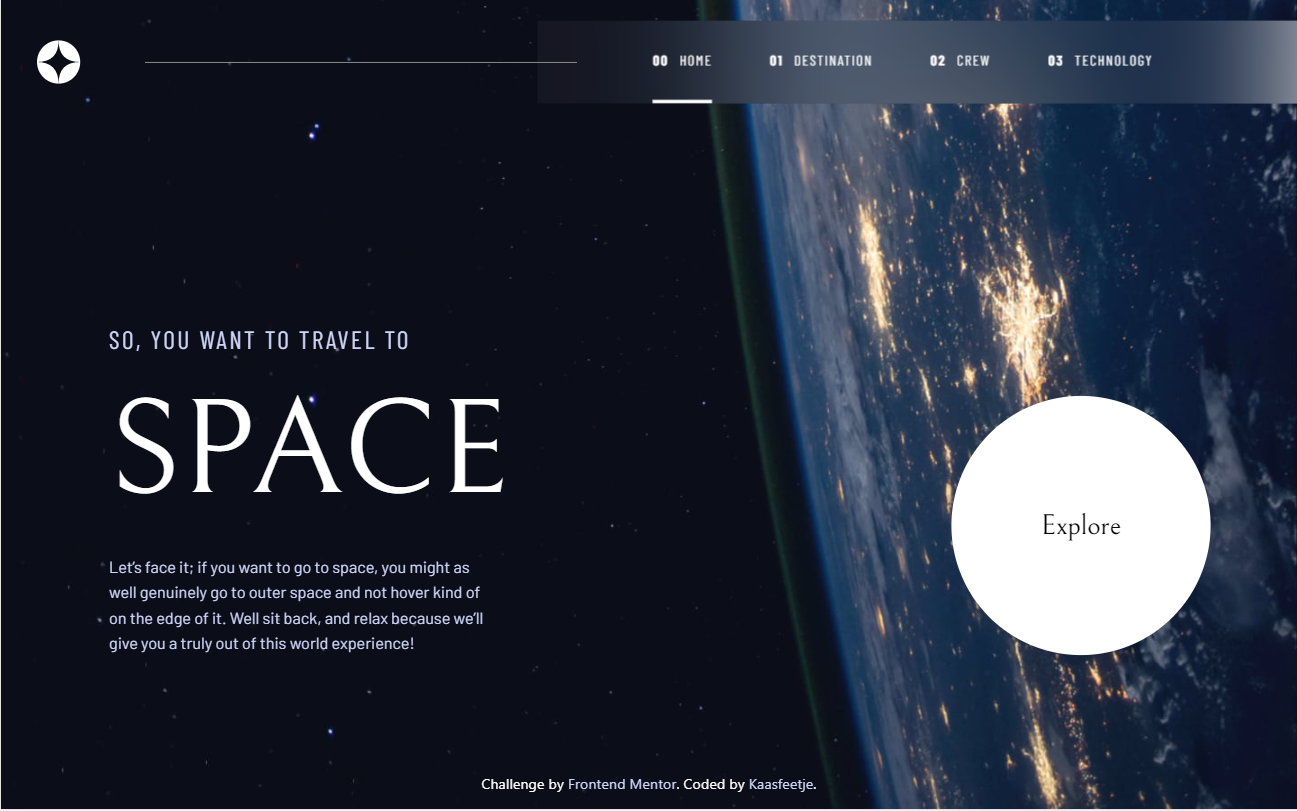 00 HOME 01 DESTINATION 02 CREW 03 TECHNOLOGY
SO, YOU WANT TO TRAVEL TO
SPACE
Let's face it; if you want to go to space, you might as
well genuinely go to outer space and not hover kind of
on the edge of it. Well sit back, and relax because we'll
give you a truly out of this world experience!
Explore
Challenge by Frontend Mentor. Coded by Kaasfeetje.